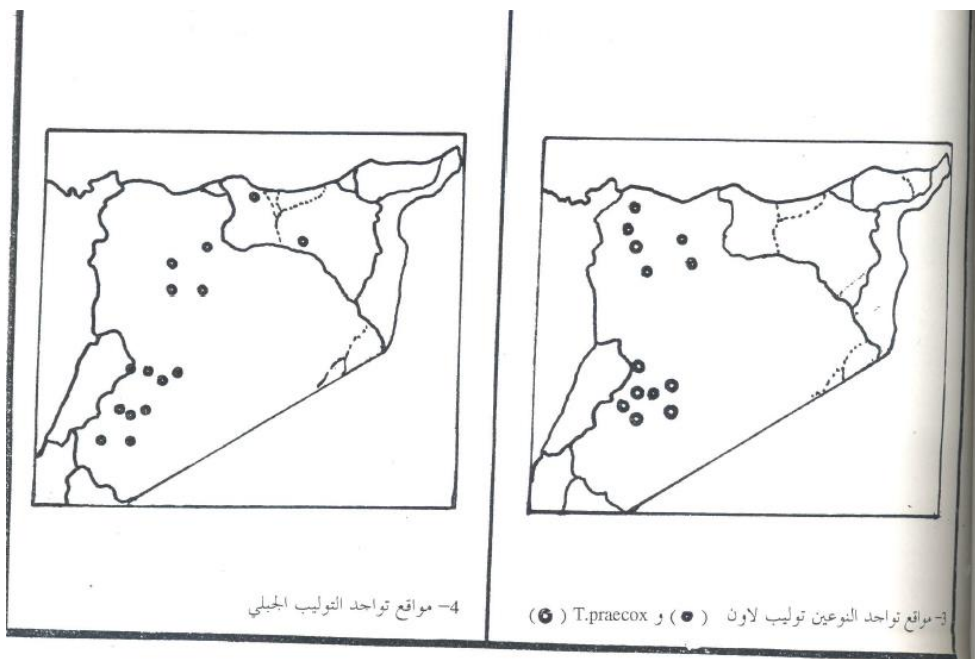 3- مواقع تواجد النوعين توليب لاون ( ) و T.praecox ( )
4- مواقع تواجد التوليب الجبلي